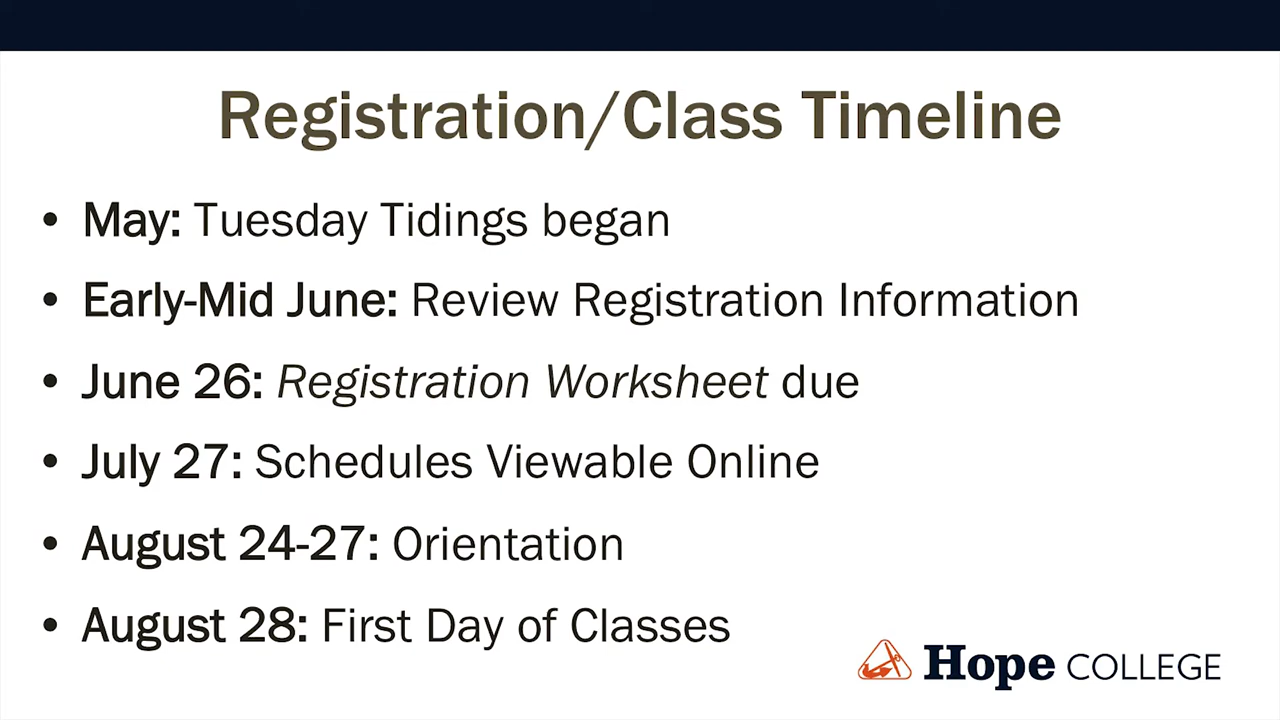 Registration/Class Timeline
• May: Tuesday Tidings began
• Early-Mid June: Review Registration Information
• June 26: Registration Worksheet due
• July 27: Schedules Viewable Online
• August 24-27: Orientation
• August 28: First Day of Classes
Hope COLLEGE